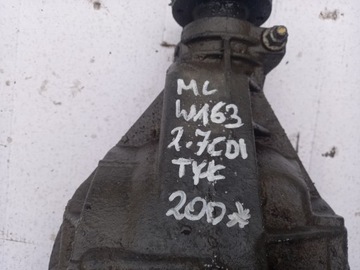 ML
W163
2.7CDI
TYŁ
200*